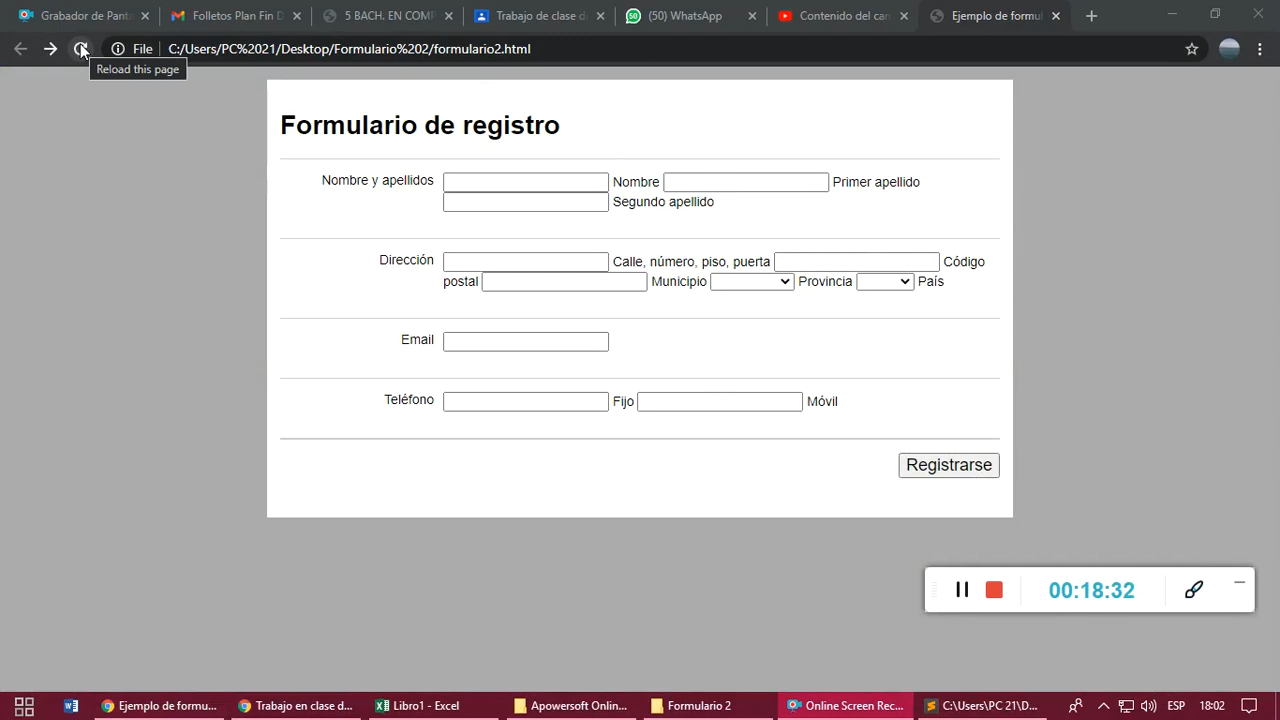 Grabador de Panta
Folletos Plan Fin D
5 BACH. EN COMP
Trabajo de clase d
(50) WhatsApp
Contenido del car
Ejemplo de formul
File
C:/Users/PC%2021/Desktop/Formulario%202/formulario2.html
Reload this page
Formulario de registro
Nombre y apellidos Nombre Primer apellido
Segundo apellido
Dirección Calle, número, piso, puerta Código
postal Municipio Provincia País
Email
Teléfono Fijo Móvil
Registrarse
00:18:32
Ejemplo de formu...
Trabajo en clase d...
Libro1 - Excel
Apowersoft Onlin...
Formulario 2
Online Screen Rec...
C:\Users\PC 21\D...
ESP
18:02